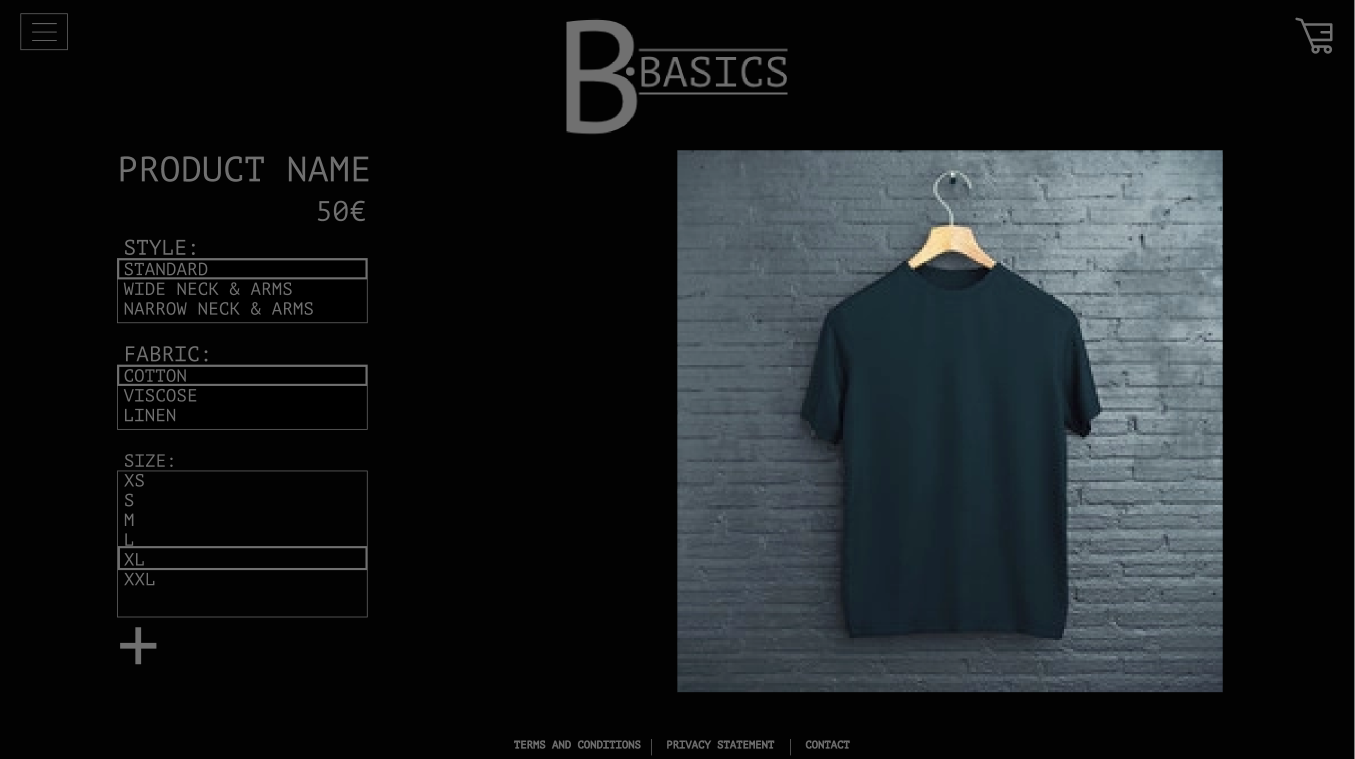 B·BASICS
PRODUCT NAME
50€
STYLE:
STANDARD
WIDE NECK & ARMS
NARROW NECK & ARMS
FABRIC:
COTTON
VISCOSE
LINEN
SIZE:
XS
S
M
L
XL
XXL
+
TERMS AND CONDITIONS | PRIVACY STATEMENT | CONTACT